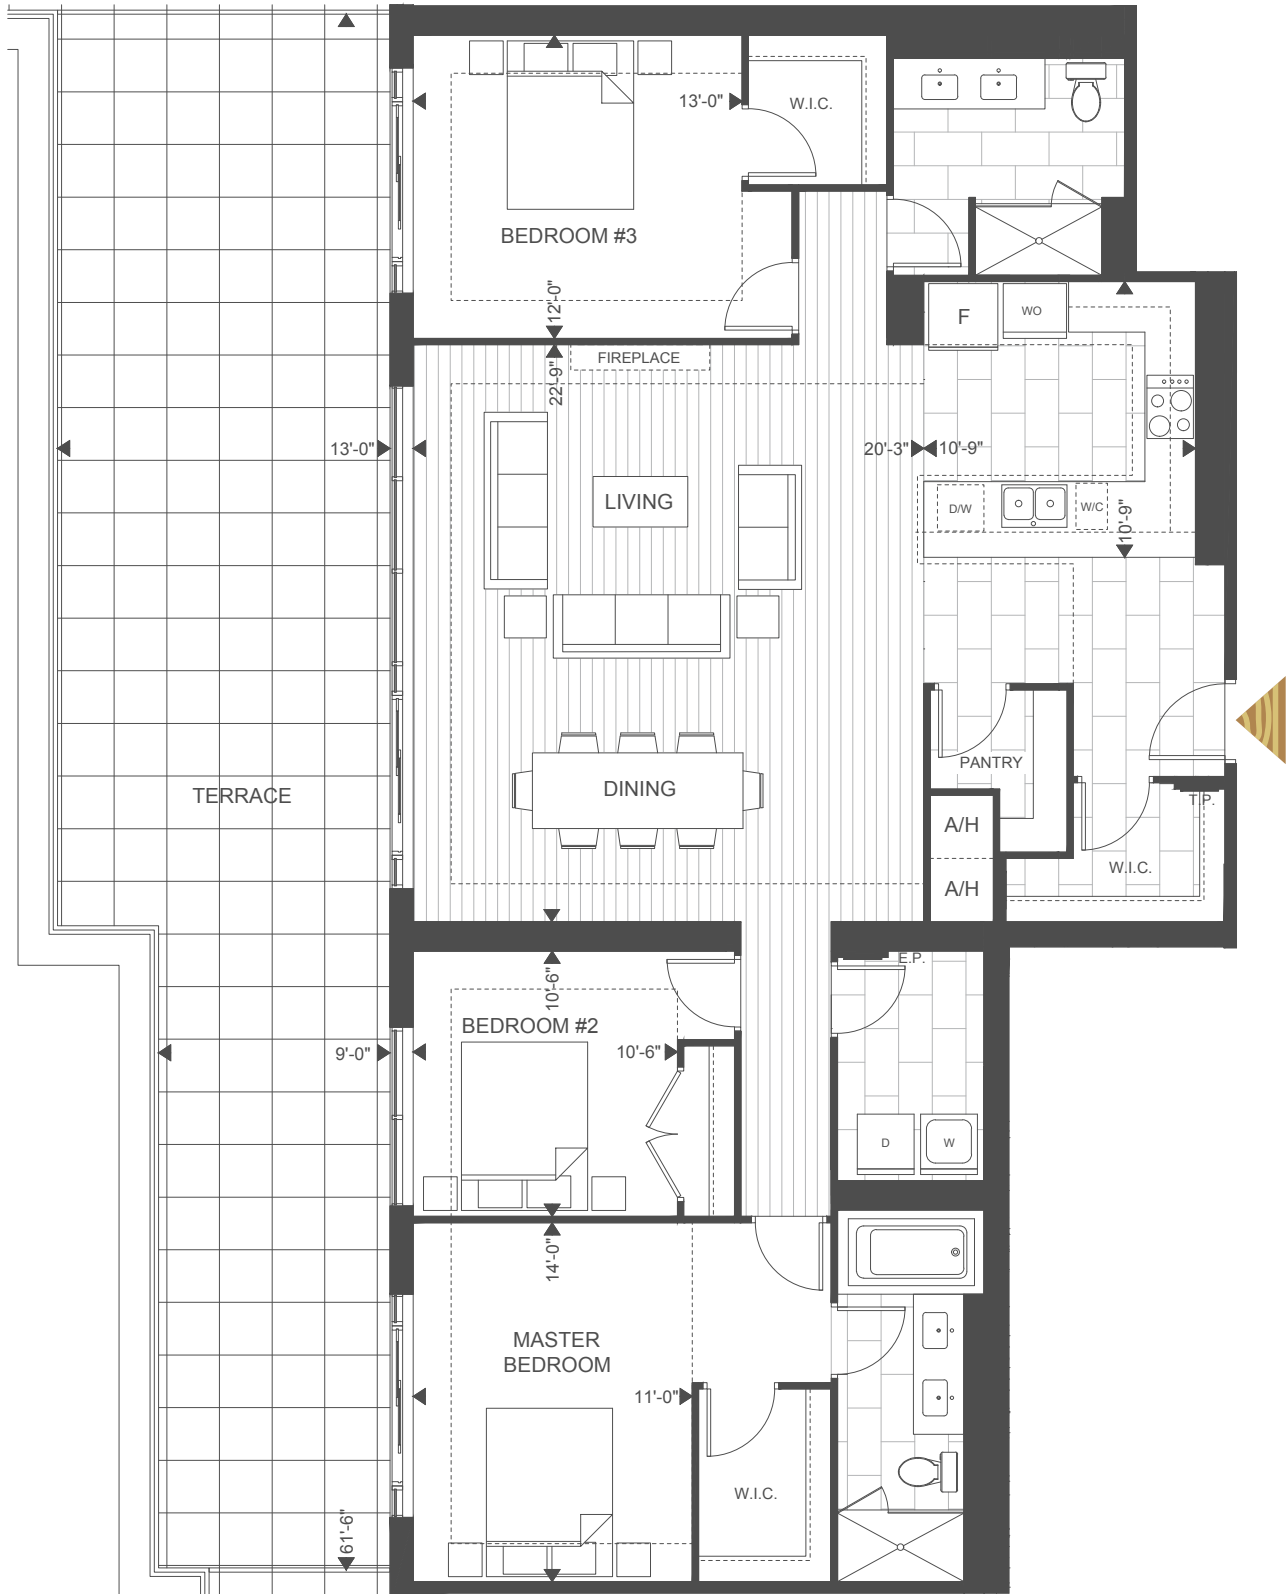 W.I.C.
13'-0"
BEDROOM #3
12'-0"
F
WO
FIREPLACE
22'-9"
13'-0"
20'-3"
10'-9"
LIVING
D/W
W/C
10'-9"
TERRACE
DINING
PANTRY
T.P.
A/H
W.I.C.
A/H
10'-6"
E.P.
BEDROOM #2
9'-0"
10'-6"
D
W
14'-0"
MASTER
BEDROOM
11'-0"
W.I.C.
61'-6"